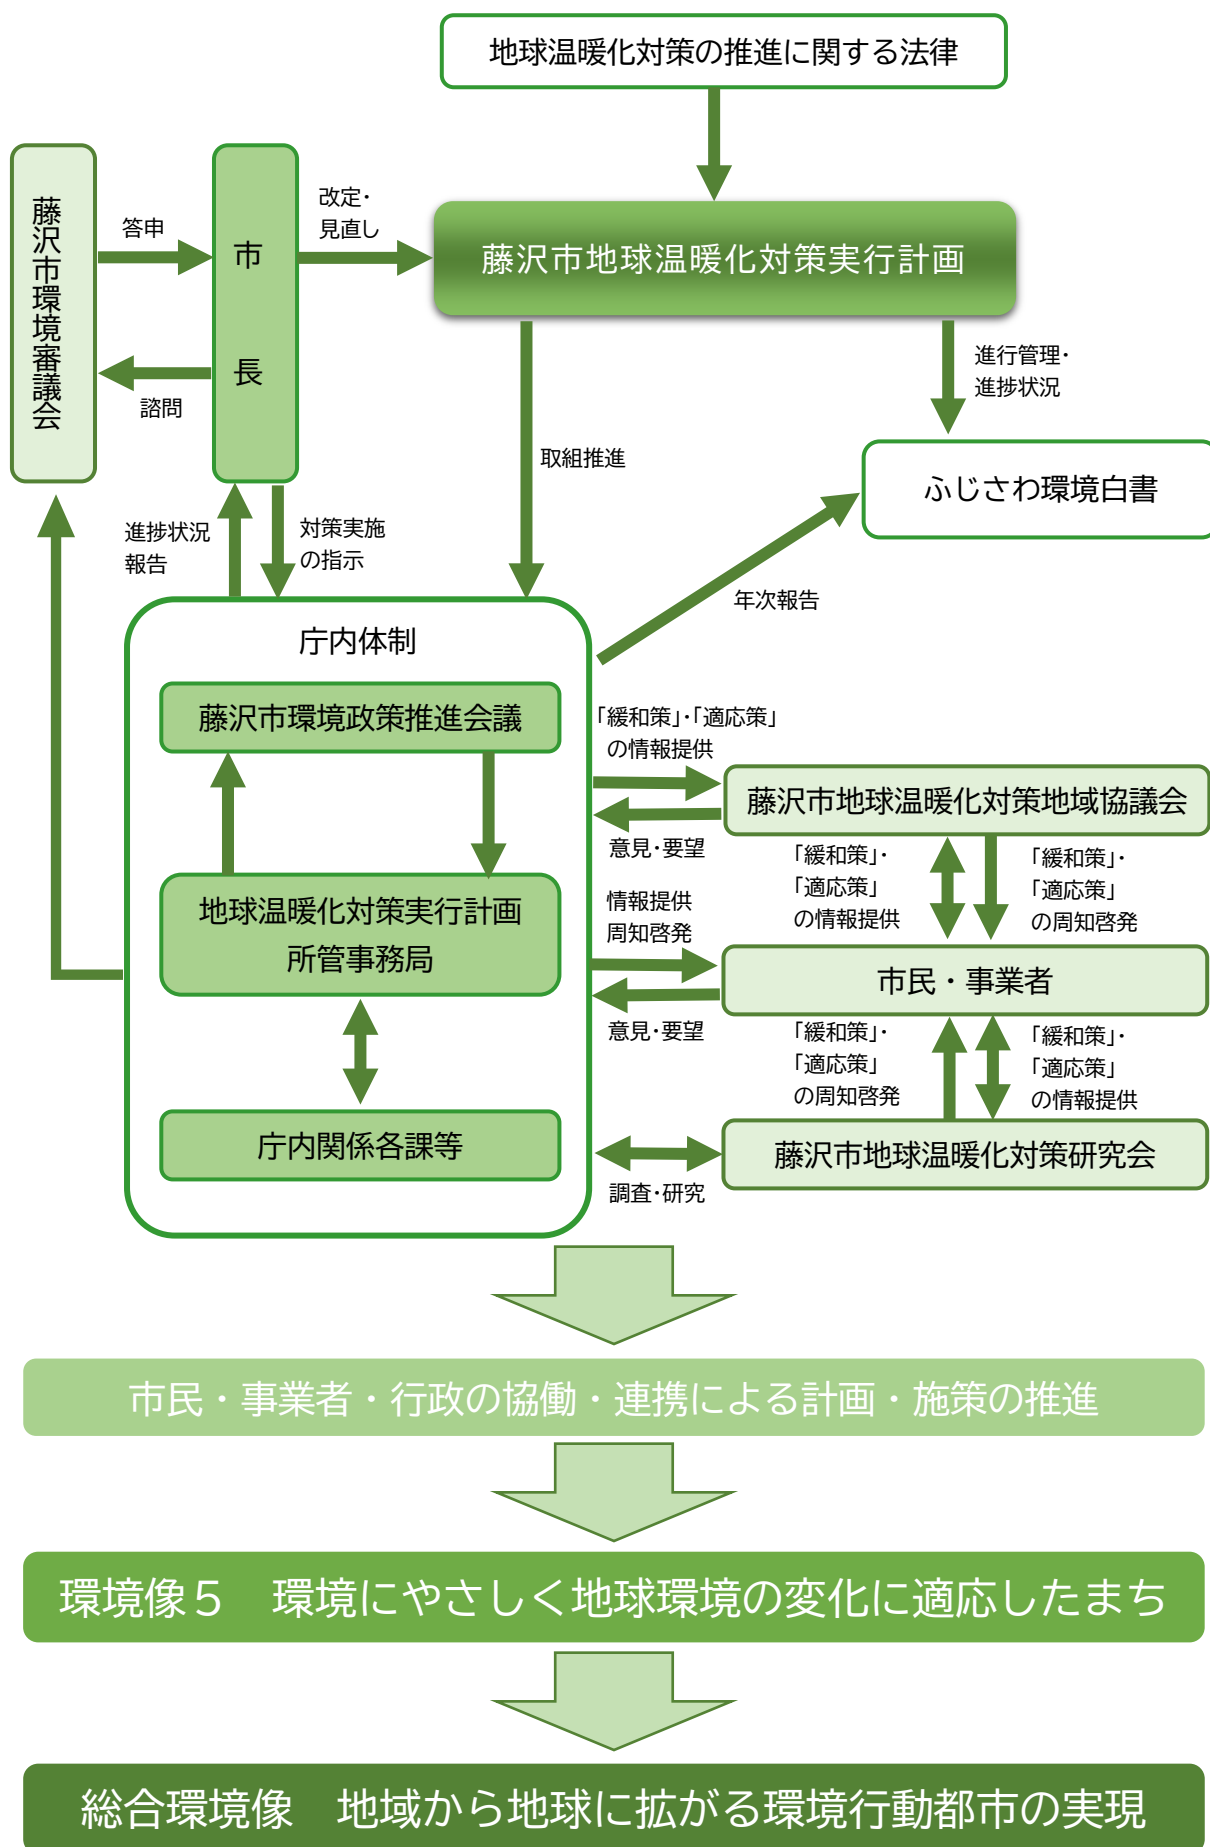 地球温暖化対策の推進に関する法律
藤沢市環境審議会
答申
諮問
市長
改定・
見直し
藤沢市地球温暖化対策実行計画
進行管理・
進捗状況
取組推進
ふじさわ環境白書
進捗状況
報告
対策実施
の指示
年次報告
庁内体制
藤沢市環境政策推進会議
地球温暖化対策実行計画
所管事務局
庁内関係各課等
「緩和策」・「適応策」
の情報提供
意見・要望
藤沢市地球温暖化対策地域協議会
「緩和策」・
「適応策」
の情報提供
「緩和策」・
「適応策」
の周知啓発
情報提供
周知啓発
意見・要望
市民・事業者
「緩和策」・
「適応策」
の周知啓発
「緩和策」・
「適応策」
の情報提供
調査・研究
藤沢市地球温暖化対策研究会
市民・事業者・行政の協働・連携による計画・施策の推進
環境像５　環境にやさしく地球環境の変化に適応したまち
総合環境像　地域から地球に拡がる環境行動都市の実現